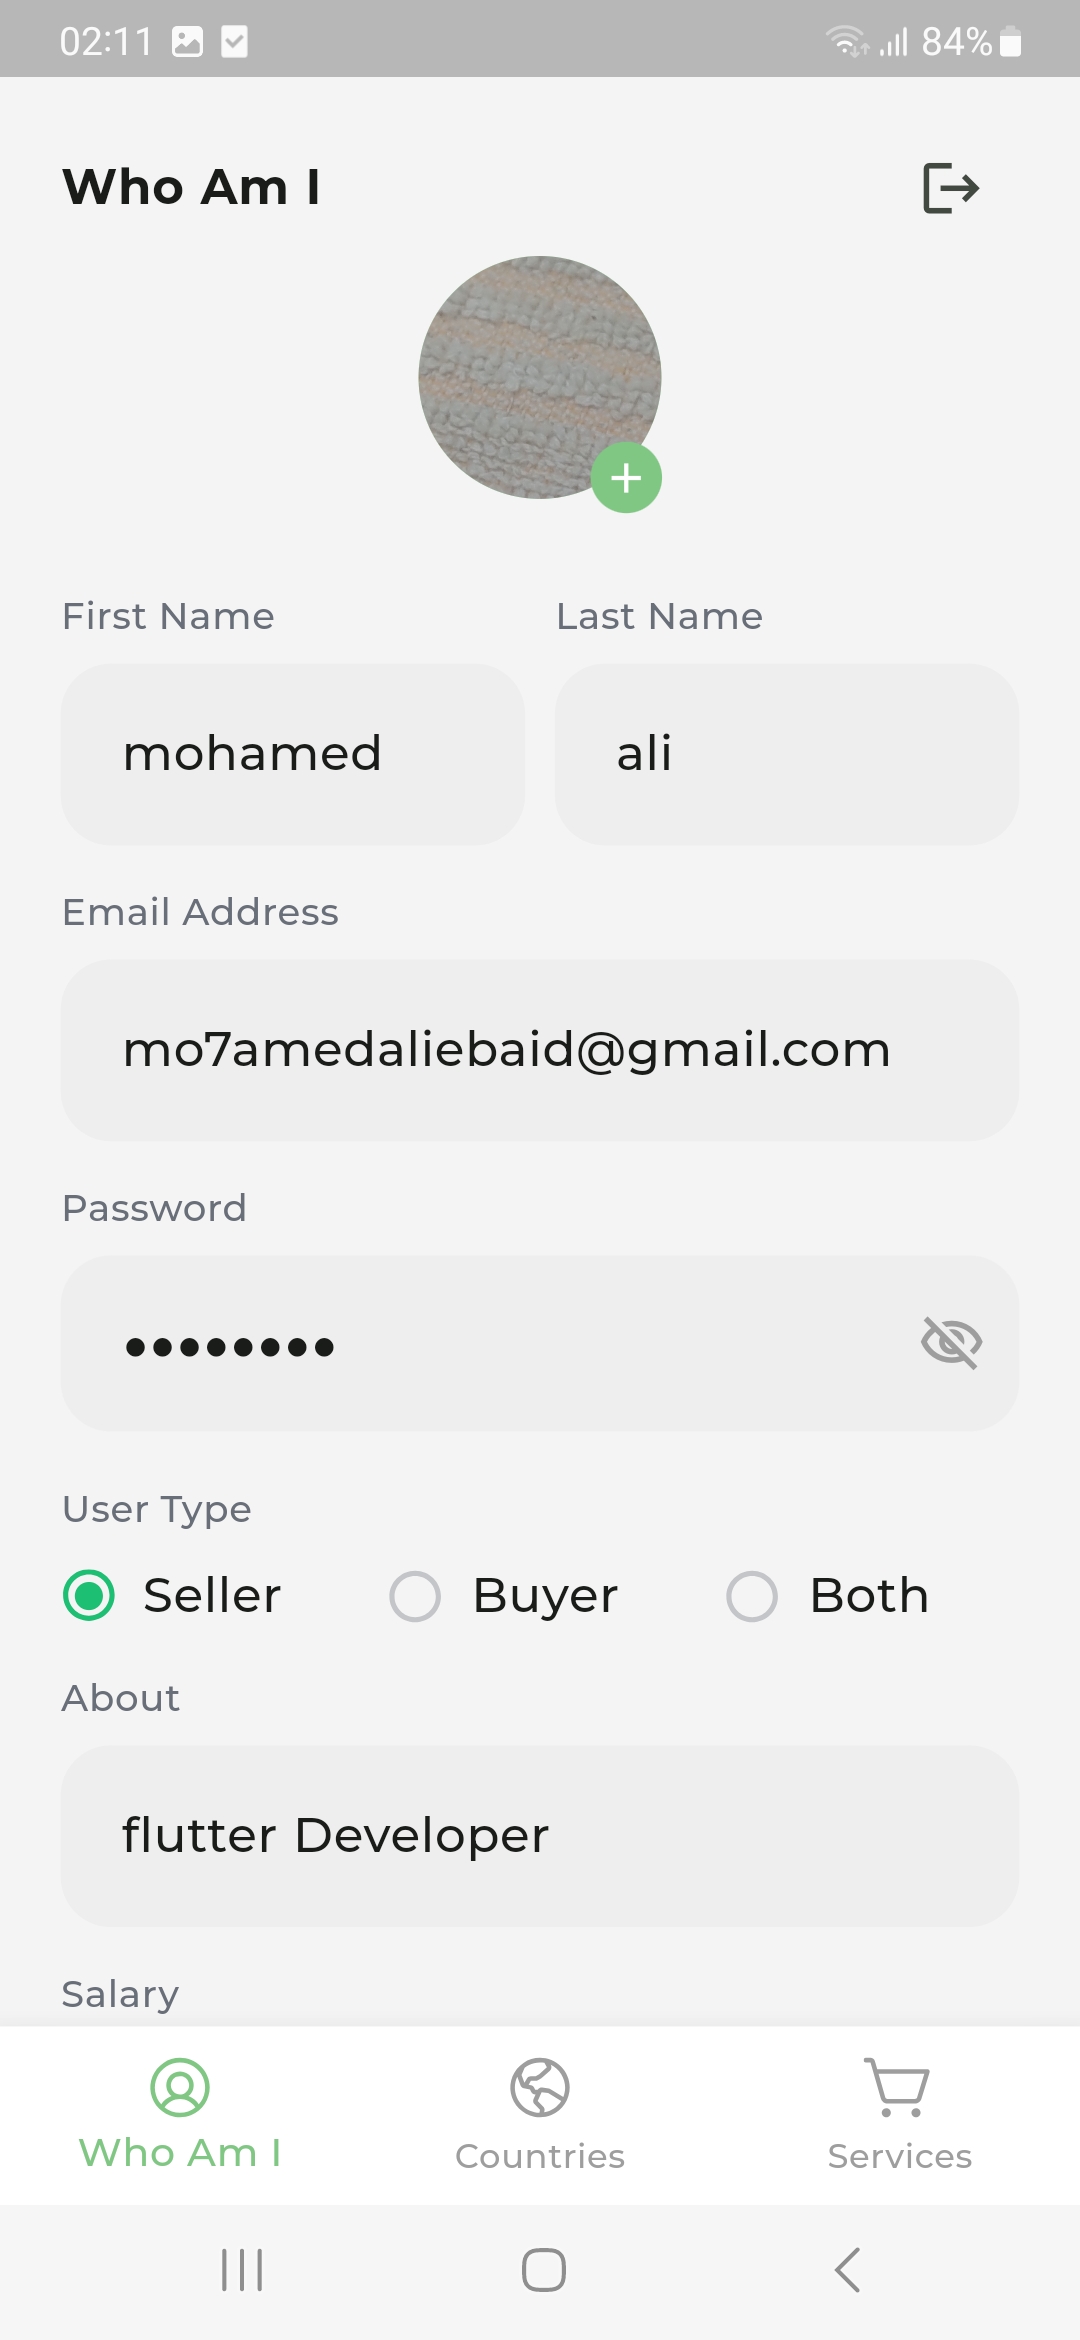 02:11 84%
Who Am I
First Name Last Name
mohamed ali
Email Address
mo7amedaliebaid@gmail.com
Password
••••••••
User Type
Seller Buyer Both
About
flutter Developer
Salary
Who Am I Countries Services